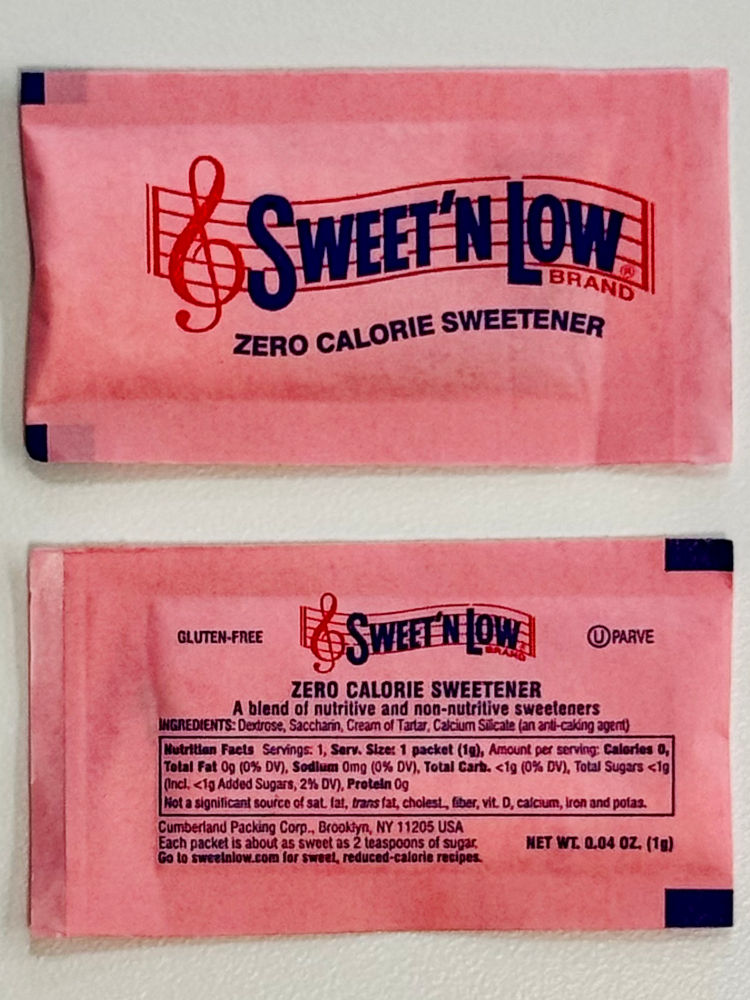 SWEET'N LOW®
BRAND
ZERO CALORIE SWEETENER
GLUTEN-FREE
SWEET'N LOW®
BRAND
Ⓤ PARVE
ZERO CALORIE SWEETENER
A blend of nutritive and non-nutritive sweeteners
INGREDIENTS: Dextrose, Saccharin, Cream of Tartar, Calcium Silicate (an anti-caking agent)
Nutrition Facts Servings: 1, Serv. Size: 1 packet (1g), Amount per serving: Calories 0,
Total Fat 0g (0% DV), Sodium 0mg (0% DV), Total Carb. <1g (0% DV), Total Sugars <1g
(Incl. <1g Added Sugars, 2% DV), Protein 0g
Not a significant source of sat. fat, trans fat, cholest., fiber, vit. D, calcium, iron and potas.
Cumberland Packing Corp., Brooklyn, NY 11205 USA
Each packet is about as sweet as 2 teaspoons of sugar.
Go to sweetnlow.com for sweet, reduced-calorie recipes.
NET WT. 0.04 OZ. (1g)